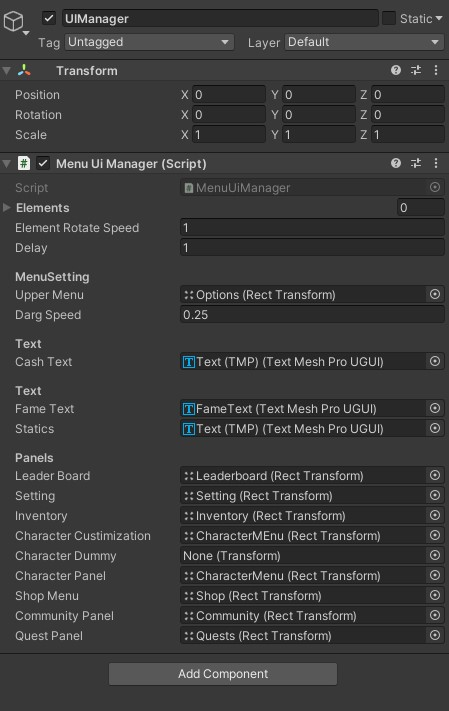 UIManager Static
Tag Untagged Layer Default
Transform
Position X 0 Y 0 Z 0
Rotation X 0 Y 0 Z 0
Scale X 1 Y 1 Z 1
# Menu Ui Manager (Script)
Script # MenuUiManager
Elements 0
Element Rotate Speed 1
Delay 1
MenuSetting
Upper Menu Options (Rect Transform)
Darg Speed 0.25
Text
Cash Text T Text (TMP) (Text Mesh Pro UGUI)
Text
Fame Text T FameText (Text Mesh Pro UGUI)
Statics T Text (TMP) (Text Mesh Pro UGUI)
Panels
Leader Board Leaderboard (Rect Transform)
Setting Setting (Rect Transform)
Inventory Inventory (Rect Transform)
Character Custimization CharacterMEnu (Rect Transform)
Character Dummy None (Transform)
Character Panel CharacterMenu (Rect Transform)
Shop Menu Shop (Rect Transform)
Community Panel Community (Rect Transform)
Quest Panel Quests (Rect Transform)
Add Component